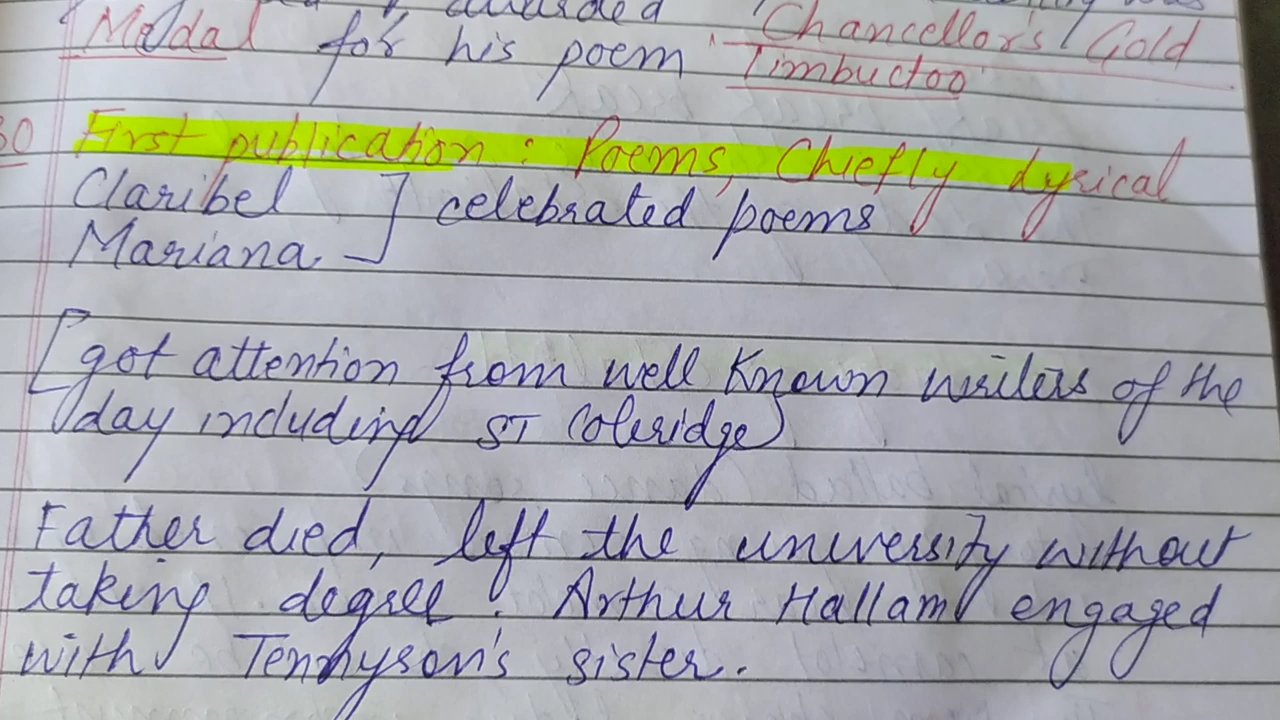 awarded
Chancellor's Gold
Medal for his poem 'Timbuctoo'
30 First publication : Poems, Chiefly Lyrical
Claribel ] celebrated poems
Mariana
[got attention from well known writers of the
day including ST Coleridge]
Father died, left the university without
taking degree. Arthur Hallam engaged
with Tennyson's sister.